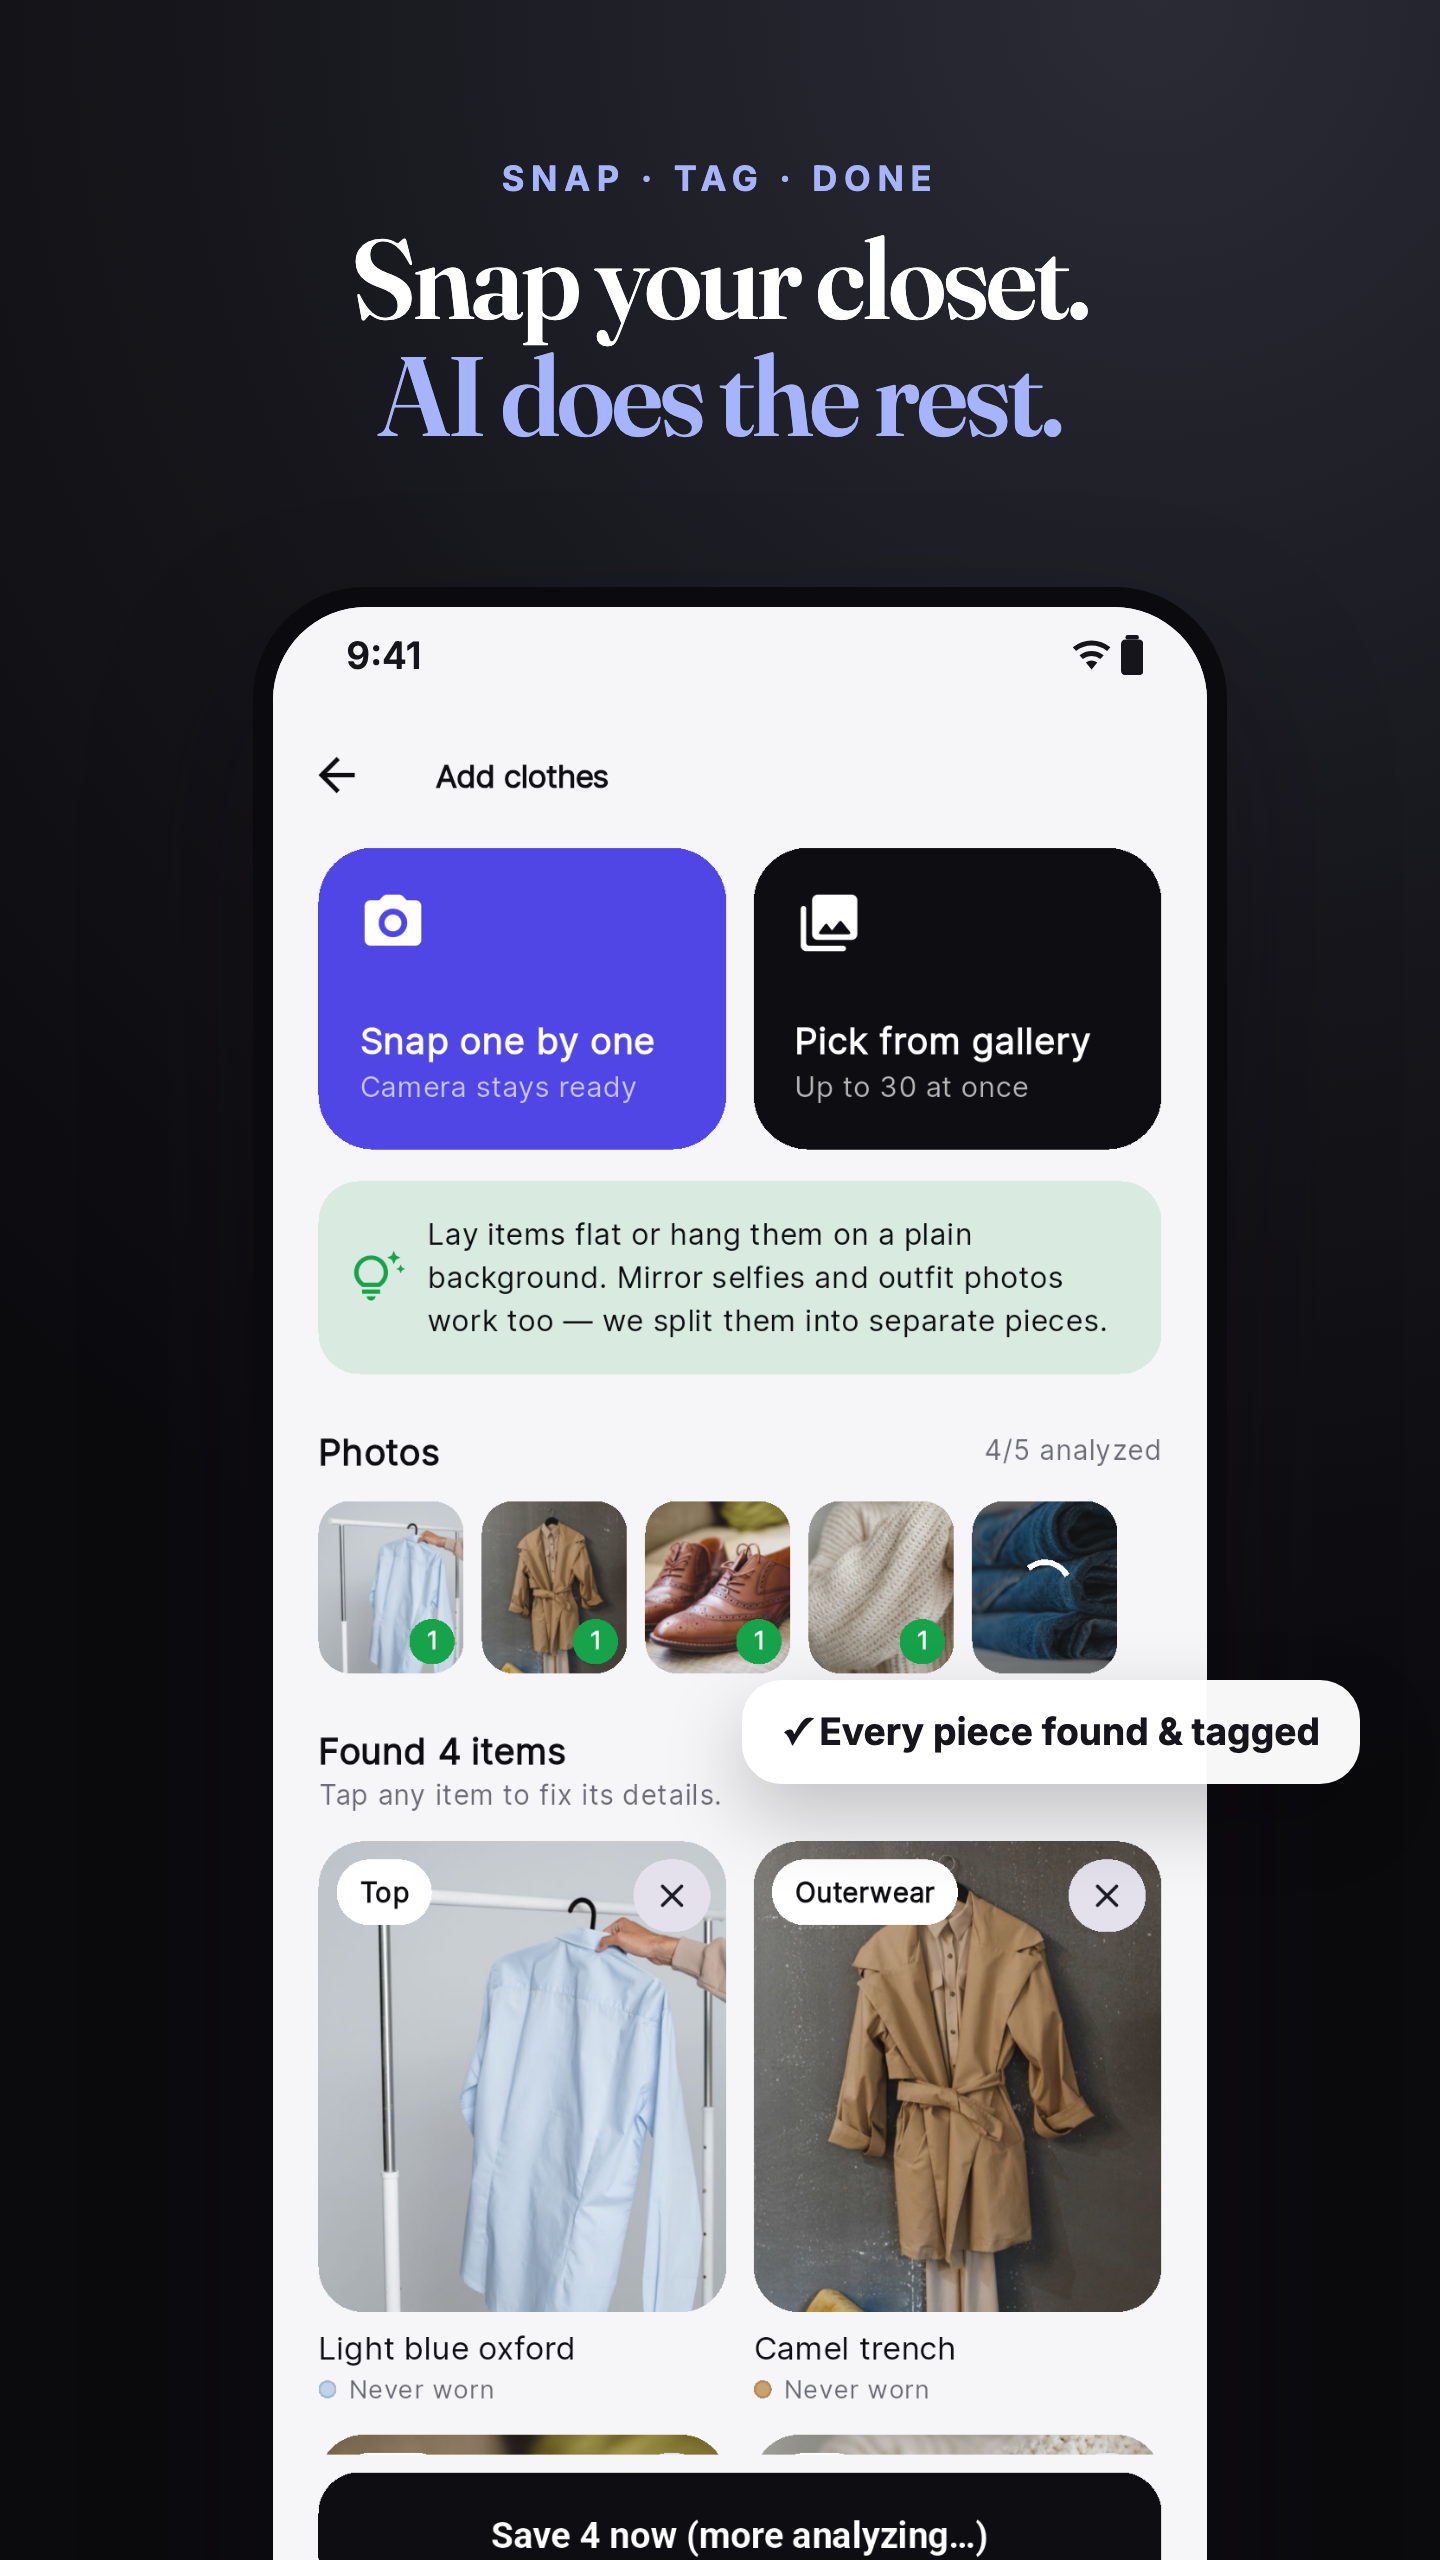 SNAP · TAG · DONE
Snap your closet.
AI does the rest.
9:41
Add clothes
Snap one by one
Camera stays ready
Pick from gallery
Up to 30 at once
Lay items flat or hang them on a plain
background. Mirror selfies and outfit photos
work too — we split them into separate pieces.
Photos
4/5 analyzed
1
1
1
1
✓Every piece found & tagged
Found 4 items
Tap any item to fix its details.
Top
Outerwear
Light blue oxford
Never worn
Camel trench
Never worn
Save 4 now (more analyzing…)